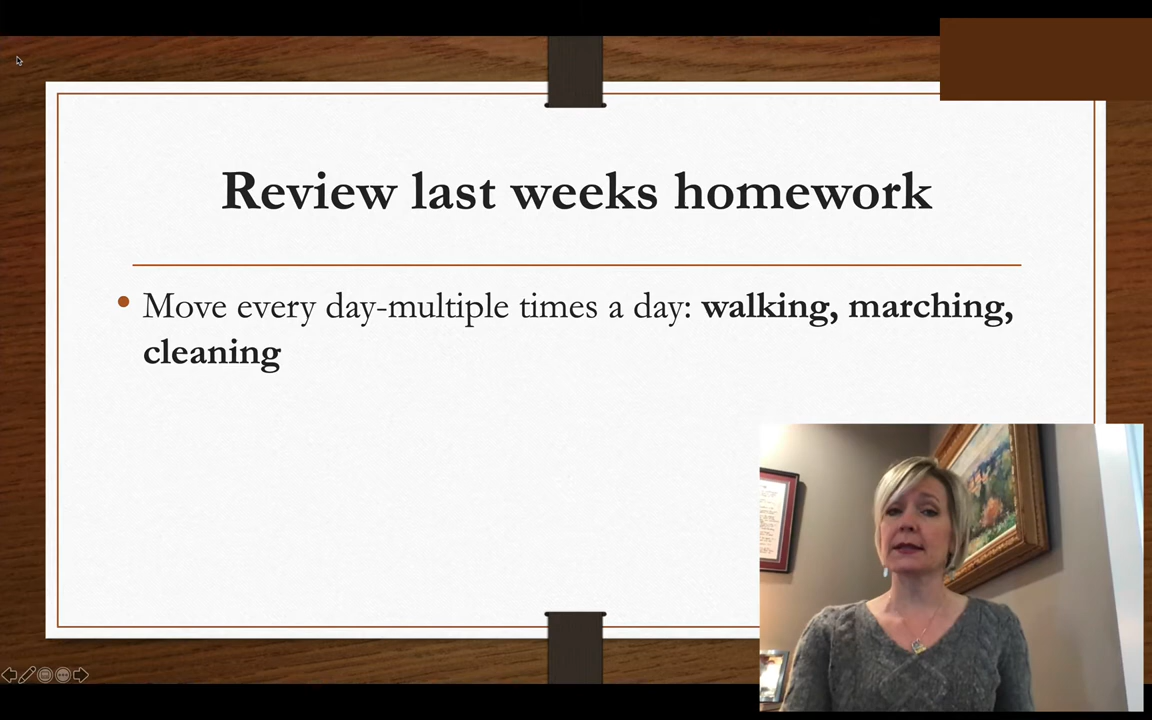 Review last weeks homework
• Move every day-multiple times a day: walking, marching,
cleaning